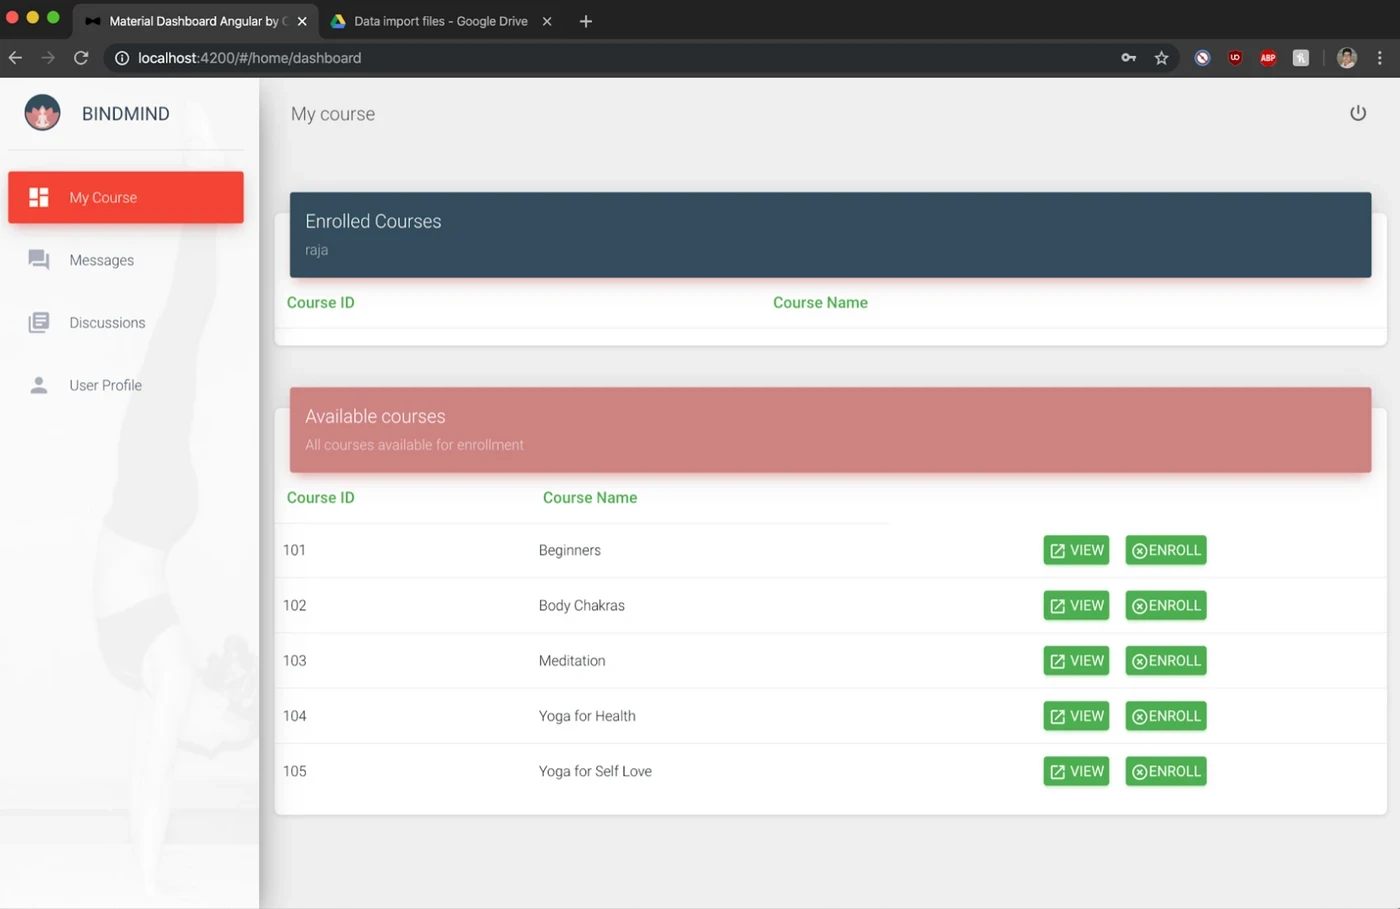 Material Dashboard Angular by C
Data import files - Google Drive
localhost:4200/#/home/dashboard
ABP
BINDMIND
My course
My Course
Messages
Discussions
User Profile
Enrolled Courses
raja
Course ID Course Name
Available courses
All courses available for enrollment
Course ID Course Name
101 Beginners VIEW ENROLL
102 Body Chakras VIEW ENROLL
103 Meditation VIEW ENROLL
104 Yoga for Health VIEW ENROLL
105 Yoga for Self Love VIEW ENROLL